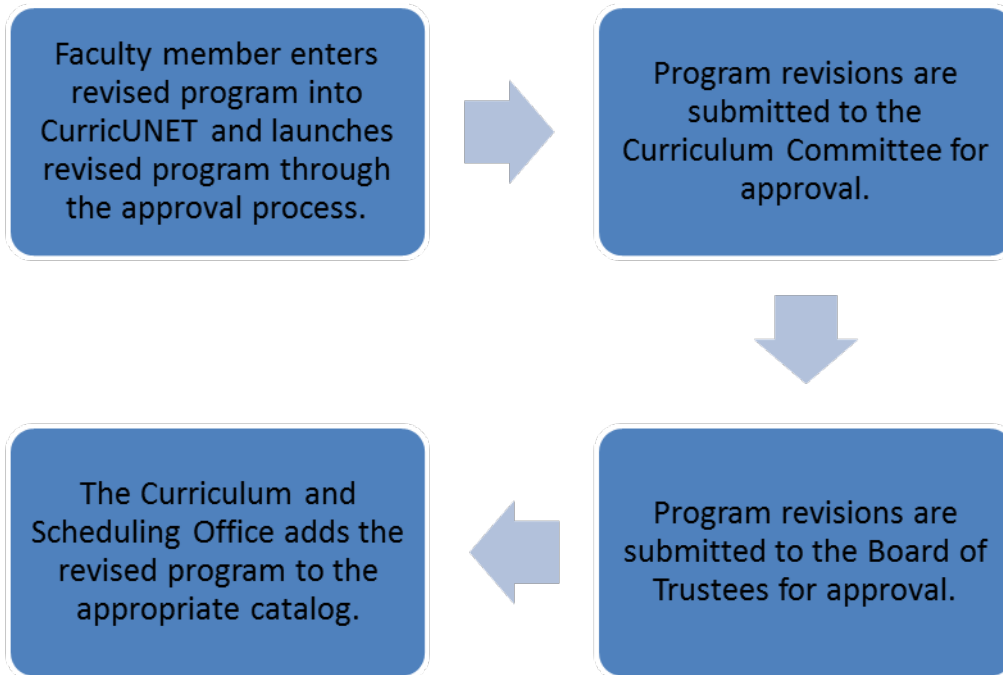 Faculty member enters
revised program into
CurricUNET and launches
revised program through
the approval process.
Program revisions are
submitted to the
Curriculum Committee for
approval.
Program revisions are
submitted to the Board of
Trustees for approval.
The Curriculum and
Scheduling Office adds the
revised program to the
appropriate catalog.